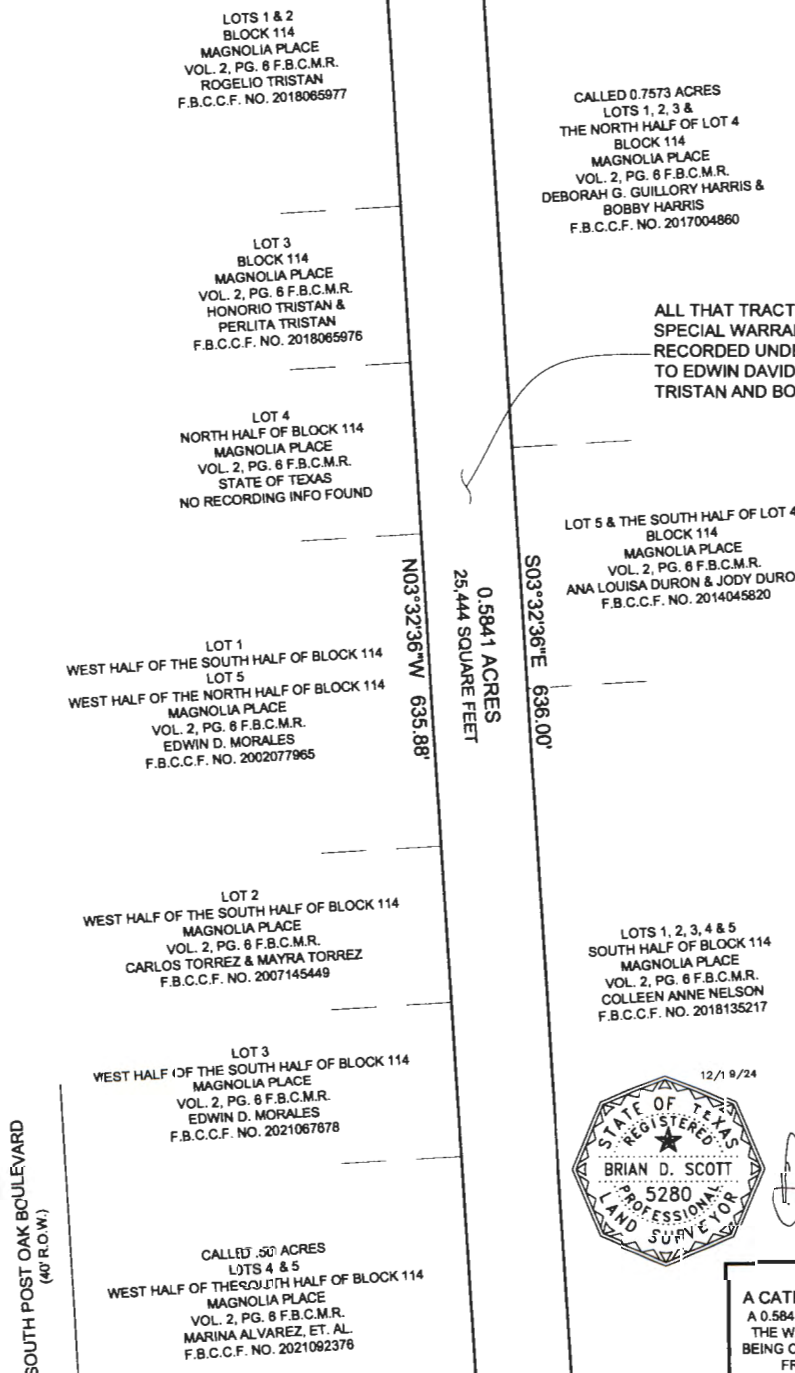 LOTS 1 & 2
BLOCK 114
MAGNOLIA PLACE
VOL. 2, PG. 6 F.B.C.M.R.
ROGELIO TRISTAN
F.B.C.C.F. NO. 2018065977
CALLED 0.7573 ACRES
LOTS 1, 2, 3 &
THE NORTH HALF OF LOT 4
BLOCK 114
MAGNOLIA PLACE
VOL. 2, PG. 6 F.B.C.M.R.
DEBORAH G. GUILLORY HARRIS &
BOBBY HARRIS
F.B.C.C.F. NO. 2017004860
LOT 3
BLOCK 114
MAGNOLIA PLACE
VOL. 2, PG. 6 F.B.C.M.R.
HONORIO TRISTAN &
PERLITA TRISTAN
F.B.C.C.F. NO. 2018065976
ALL THAT TRACT
SPECIAL WARRA
RECORDED UNDE
TO EDWIN DAVID
TRISTAN AND BO
LOT 4
NORTH HALF OF BLOCK 114
MAGNOLIA PLACE
VOL. 2, PG. 6 F.B.C.M.R.
STATE OF TEXAS
NO RECORDING INFO FOUND
LOT 5 & THE SOUTH HALF OF LOT 4
BLOCK 114
MAGNOLIA PLACE
VOL. 2, PG. 6 F.B.C.M.R.
ANA LOUISA DURON & JODY DURO
F.B.C.C.F. NO. 2014045820
N03°32'36"W 635.88'
0.5841 ACRES
25,444 SQUARE FEET
S03°32'36"E 636.00'
LOT 1
WEST HALF OF THE SOUTH HALF OF BLOCK 114
LOT 5
WEST HALF OF THE NORTH HALF OF BLOCK 114
MAGNOLIA PLACE
VOL. 2, PG. 6 F.B.C.M.R.
EDWIN D. MORALES
F.B.C.C.F. NO. 2002077965
LOT 2
WEST HALF OF THE SOUTH HALF OF BLOCK 114
MAGNOLIA PLACE
VOL. 2, PG. 6 F.B.C.M.R.
CARLOS TORREZ & MAYRA TORREZ
F.B.C.C.F. NO. 2007145449
LOTS 1, 2, 3, 4 & 5
SOUTH HALF OF BLOCK 114
MAGNOLIA PLACE
VOL. 2, PG. 6 F.B.C.M.R.
COLLEEN ANNE NELSON
F.B.C.C.F. NO. 2018135217
LOT 3
WEST HALF OF THE SOUTH HALF OF BLOCK 114
MAGNOLIA PLACE
VOL. 2, PG. 6 F.B.C.M.R.
EDWIN D. MORALES
F.B.C.C.F. NO. 2021067678
12/19/24
STATE OF TEXAS
REGISTERED
BRIAN D. SCOTT
5280
PROFESSIONAL
LAND SURVEYOR
SOUTH POST OAK BOULEVARD
(40' R.O.W.)
CALLED .50 ACRES
LOTS 4 & 5
WEST HALF OF THE SOUTH HALF OF BLOCK 114
MAGNOLIA PLACE
VOL. 2, PG. 6 F.B.C.M.R.
MARINA ALVAREZ, ET. AL.
F.B.C.C.F. NO. 2021092376
A CATE
A 0.584
THE W
BEING O
FR